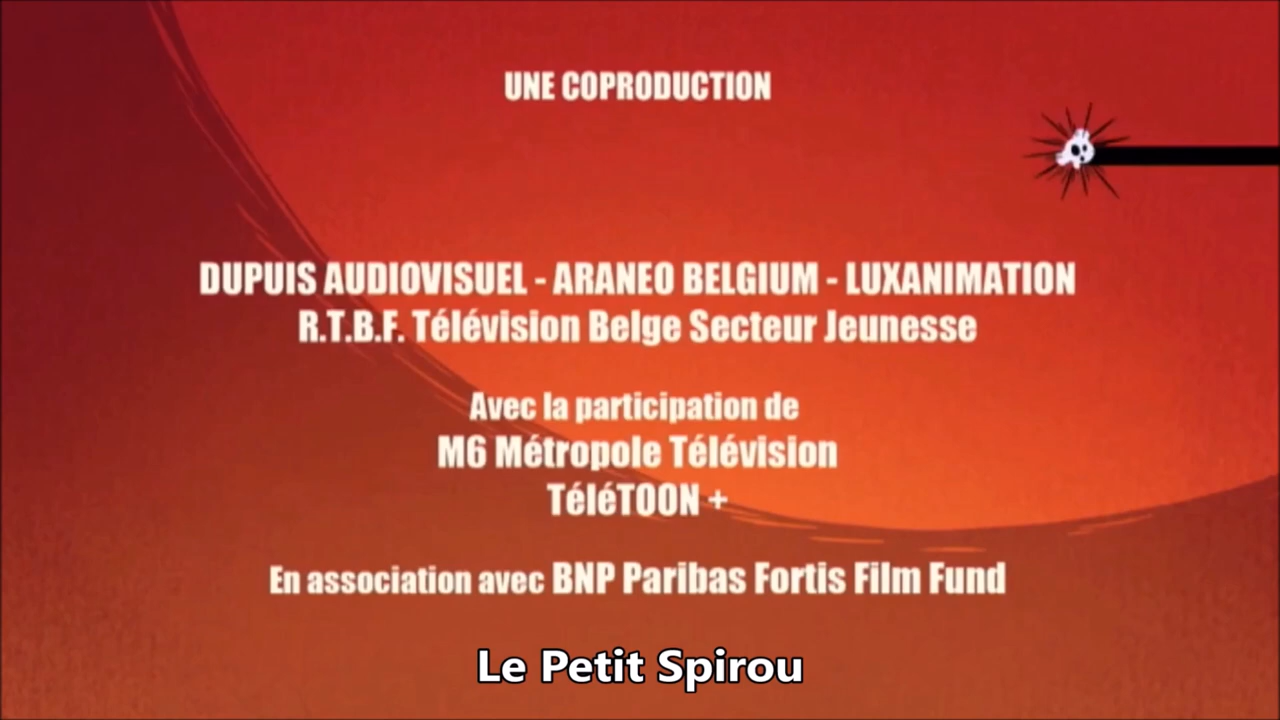 UNE COPRODUCTION
DUPUIS AUDIOVISUEL - ARANEO BELGIUM - LUXANIMATION
R.T.B.F. Télévision Belge Secteur Jeunesse
Avec la participation de
M6 Métropole Télévision
TéléTOON +
En association avec BNP Paribas Fortis Film Fund
Le Petit Spirou